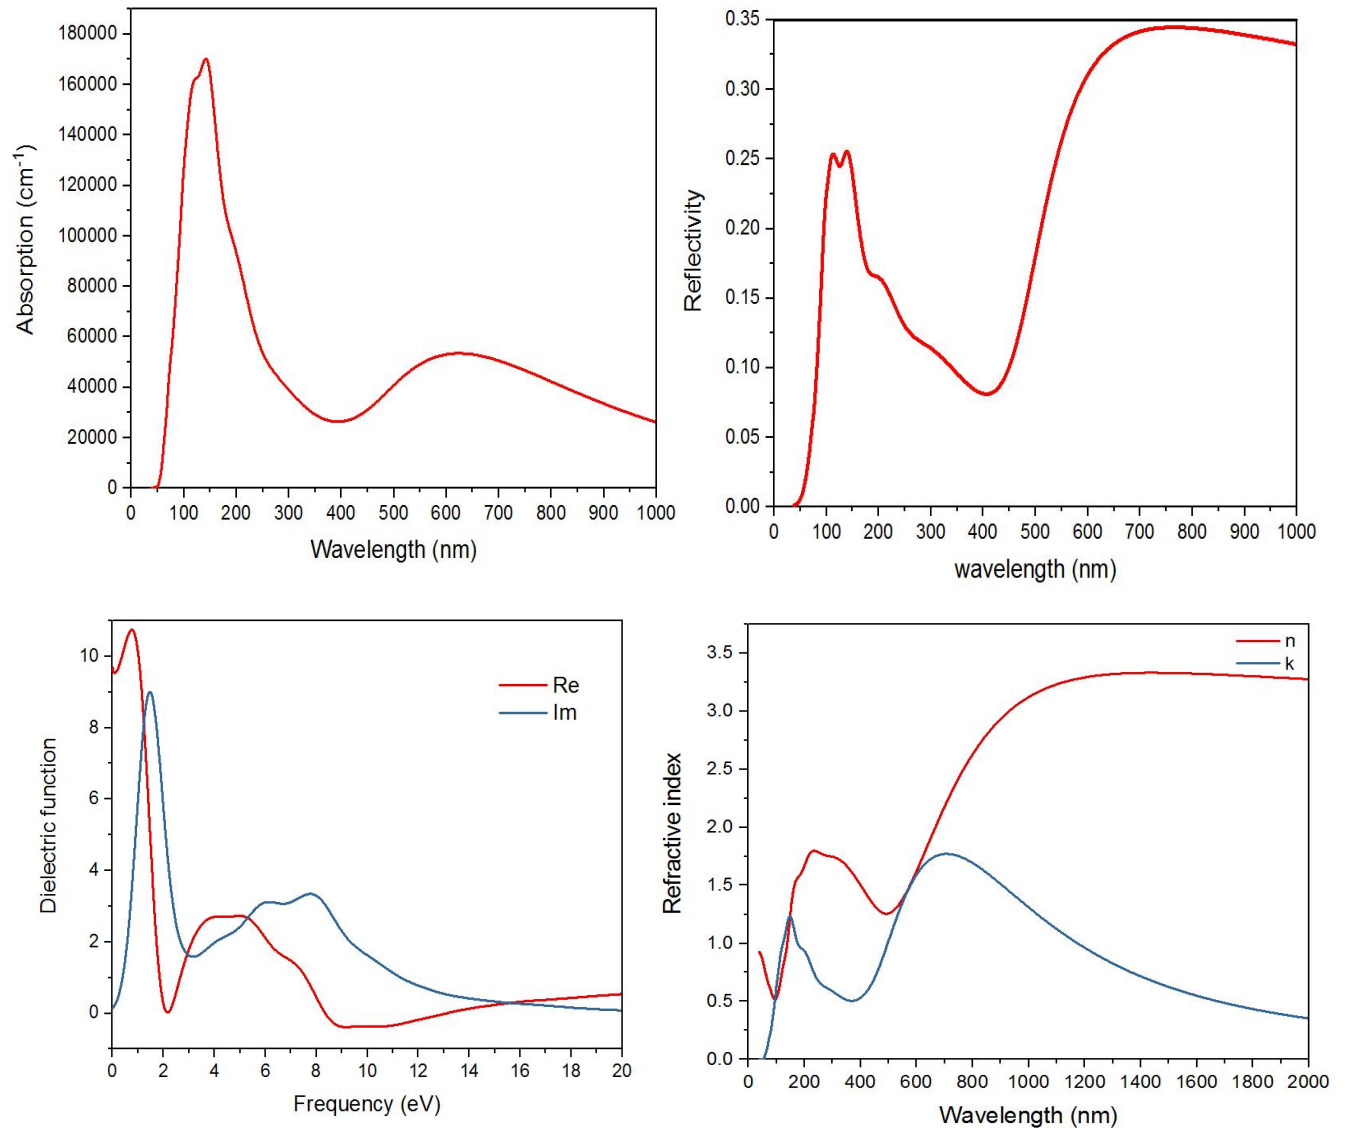 180000
160000
140000
120000
100000
80000
60000
40000
20000
0
Absorption (cm-1)
0 100 200 300 400 500 600 700 800 900 1000
Wavelength (nm)
0.35
0.30
0.25
0.20
0.15
0.10
0.05
0.00
Reflectivity
0 100 200 300 400 500 600 700 800 900 1000
wavelength (nm)
10
8
6
4
2
0
Dielectric function
Re
Im
0 2 4 6 8 10 12 14 16 18 20
Frequency (eV)
3.5
3.0
2.5
2.0
1.5
1.0
0.5
0.0
Refractive index
n
k
0 200 400 600 800 1000 1200 1400 1600 1800 2000
Wavelength (nm)